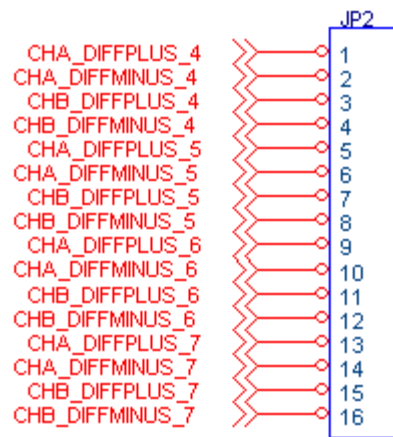 JP2
CHA_DIFFPLUS_4 1
CHA_DIFFMINUS_4 2
CHB_DIFFPLUS_4 3
CHB_DIFFMINUS_4 4
CHA_DIFFPLUS_5 5
CHA_DIFFMINUS_5 6
CHB_DIFFPLUS_5 7
CHB_DIFFMINUS_5 8
CHA_DIFFPLUS_6 9
CHA_DIFFMINUS_6 10
CHB_DIFFPLUS_6 11
CHB_DIFFMINUS_6 12
CHA_DIFFPLUS_7 13
CHA_DIFFMINUS_7 14
CHB_DIFFPLUS_7 15
CHB_DIFFMINUS_7 16